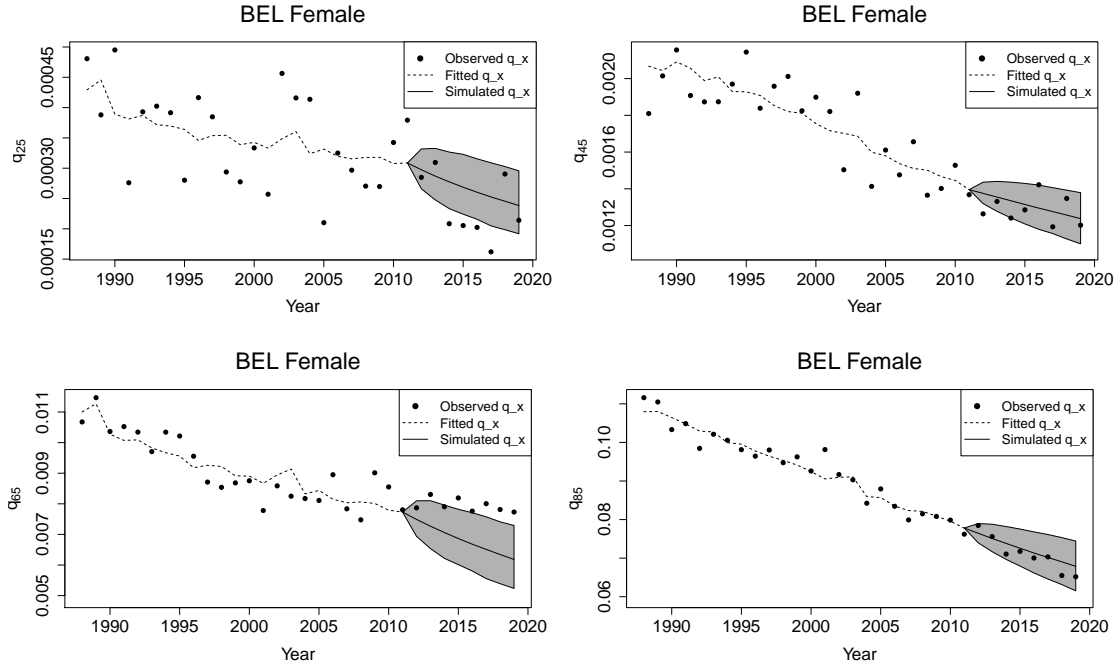 BEL Female
q25
0.00045
0.00030
0.00015
Observed q_x
Fitted q_x
Simulated q_x
1990 1995 2000 2005 2010 2015 2020
Year
BEL Female
q45
0.0020
0.0016
0.0012
Observed q_x
Fitted q_x
Simulated q_x
1990 1995 2000 2005 2010 2015 2020
Year
BEL Female
q65
0.011
0.009
0.007
0.005
Observed q_x
Fitted q_x
Simulated q_x
1990 1995 2000 2005 2010 2015 2020
Year
BEL Female
q85
0.10
0.08
0.06
Observed q_x
Fitted q_x
Simulated q_x
1990 1995 2000 2005 2010 2015 2020
Year